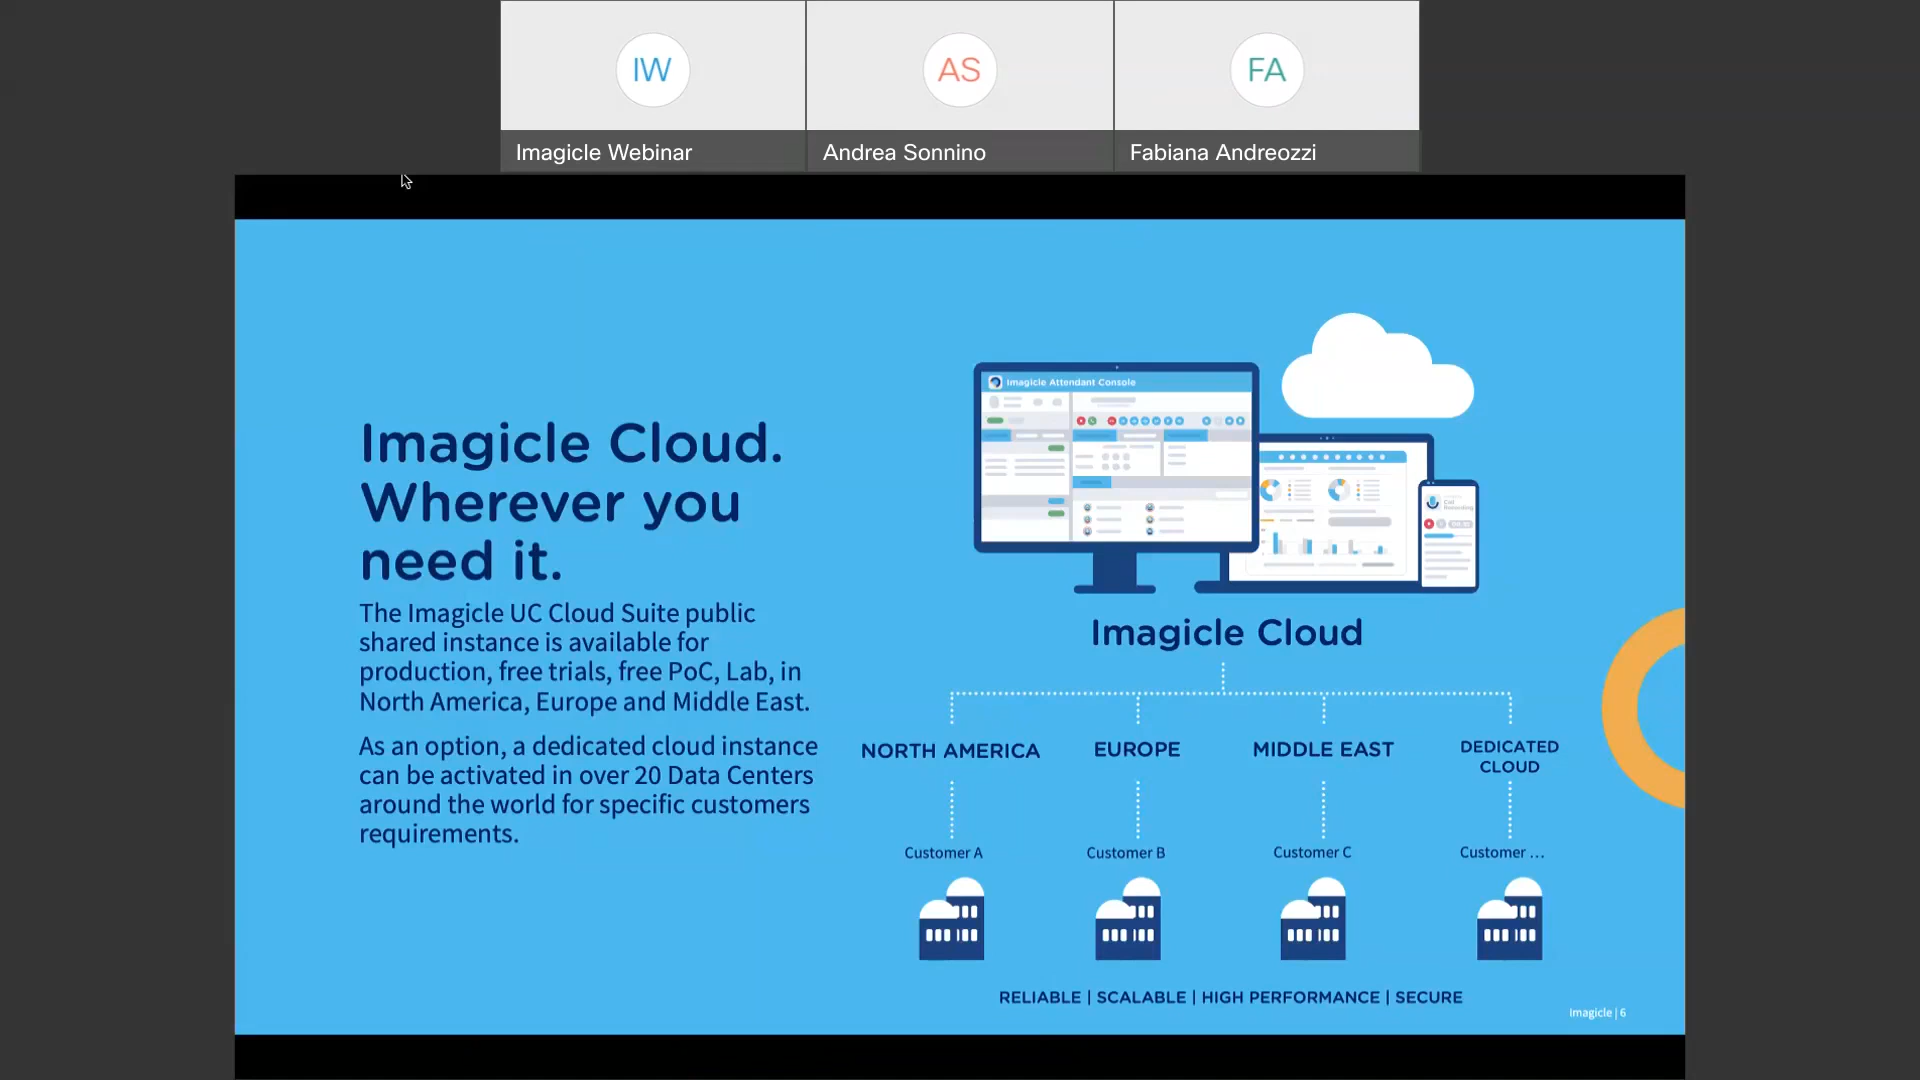 IW
AS
FA
Imagicle Webinar
Andrea Sonnino
Fabiana Andreozzi
Imagicle Attendant Console
Imagicle Cloud.
Wherever you
need it.
The Imagicle UC Cloud Suite public
shared instance is available for
production, free trials, free PoC, Lab, in
North America, Europe and Middle East.
As an option, a dedicated cloud instance
can be activated in over 20 Data Centers
around the world for specific customers
requirements.
Call
Recording
Imagicle Cloud
NORTH AMERICA
EUROPE
MIDDLE EAST
DEDICATED
CLOUD
Customer A
Customer B
Customer C
Customer ...
RELIABLE | SCALABLE | HIGH PERFORMANCE | SECURE
Imagicle | 6